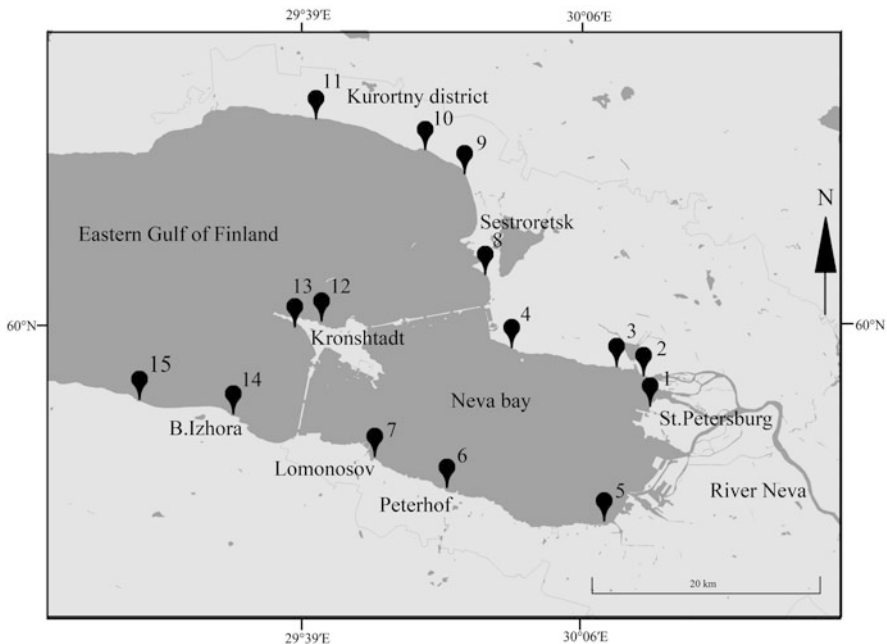 29°39'E
30°06'E
11
Kurortny district
10
9
N
Sestroretsk
Eastern Gulf of Finland
8
13
12
4
60°N
60°N
3
Kronshtadt
2
15
1
14
Neva bay
St.Petersburg
B.Izhora
7
Lomonosov
6
River Neva
Peterhof
5
20 km
29°39'E
30°06'E